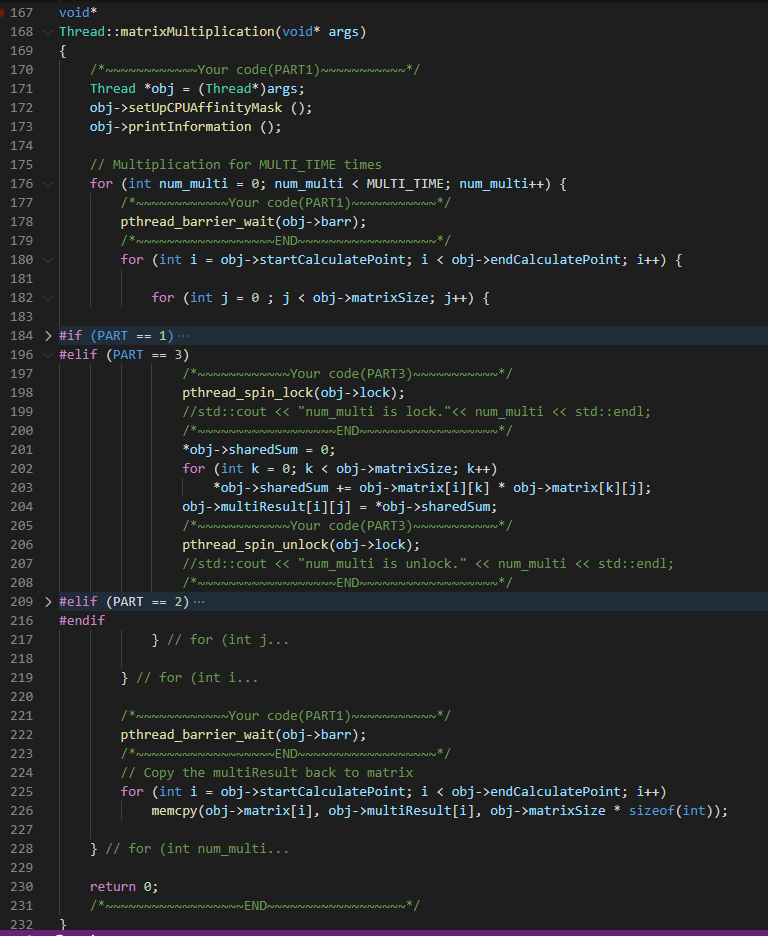 167 void*
168 Thread::matrixMultiplication(void* args)
169 {
170 /*~~~~~~~~~~~~Your code(PART1)~~~~~~~~~~~*/
171 Thread *obj = (Thread*)args;
172 obj->setUpCPUAffinityMask ();
173 obj->printInformation ();
174
175 // Multiplication for MULTI_TIME times
176 for (int num_multi = 0; num_multi < MULTI_TIME; num_multi++) {
177 /*~~~~~~~~~~~~Your code(PART1)~~~~~~~~~~~*/
178 pthread_barrier_wait(obj->barr);
179 /*~~~~~~~~~~~~~~~~~~END~~~~~~~~~~~~~~~~~~*/
180 for (int i = obj->startCalculatePoint; i < obj->endCalculatePoint; i++) {
181
182 for (int j = 0 ; j < obj->matrixSize; j++) {
183
184 #if (PART == 1)···
196 #elif (PART == 3)
197 /*~~~~~~~~~~~~Your code(PART3)~~~~~~~~~~~*/
198 pthread_spin_lock(obj->lock);
199 //std::cout << "num_multi is lock."<< num_multi << std::endl;
200 /*~~~~~~~~~~~~~~~~~~END~~~~~~~~~~~~~~~~~~*/
201 *obj->sharedSum = 0;
202 for (int k = 0; k < obj->matrixSize; k++)
203 *obj->sharedSum += obj->matrix[i][k] * obj->matrix[k][j];
204 obj->multiResult[i][j] = *obj->sharedSum;
205 /*~~~~~~~~~~~~Your code(PART3)~~~~~~~~~~~*/
206 pthread_spin_unlock(obj->lock);
207 //std::cout << "num_multi is unlock." << num_multi << std::endl;
208 /*~~~~~~~~~~~~~~~~~~END~~~~~~~~~~~~~~~~~~*/
209 #elif (PART == 2)···
216 #endif
217 } // for (int j...
218
219 } // for (int i...
220
221 /*~~~~~~~~~~~~Your code(PART1)~~~~~~~~~~~*/
222 pthread_barrier_wait(obj->barr);
223 /*~~~~~~~~~~~~~~~~~~END~~~~~~~~~~~~~~~~~~*/
224 // Copy the multiResult back to matrix
225 for (int i = obj->startCalculatePoint; i < obj->endCalculatePoint; i++)
226 memcpy(obj->matrix[i], obj->multiResult[i], obj->matrixSize * sizeof(int));
227
228 } // for (int num_multi...
229
230 return 0;
231 /*~~~~~~~~~~~~~~~~~~END~~~~~~~~~~~~~~~~~~*/
232 }